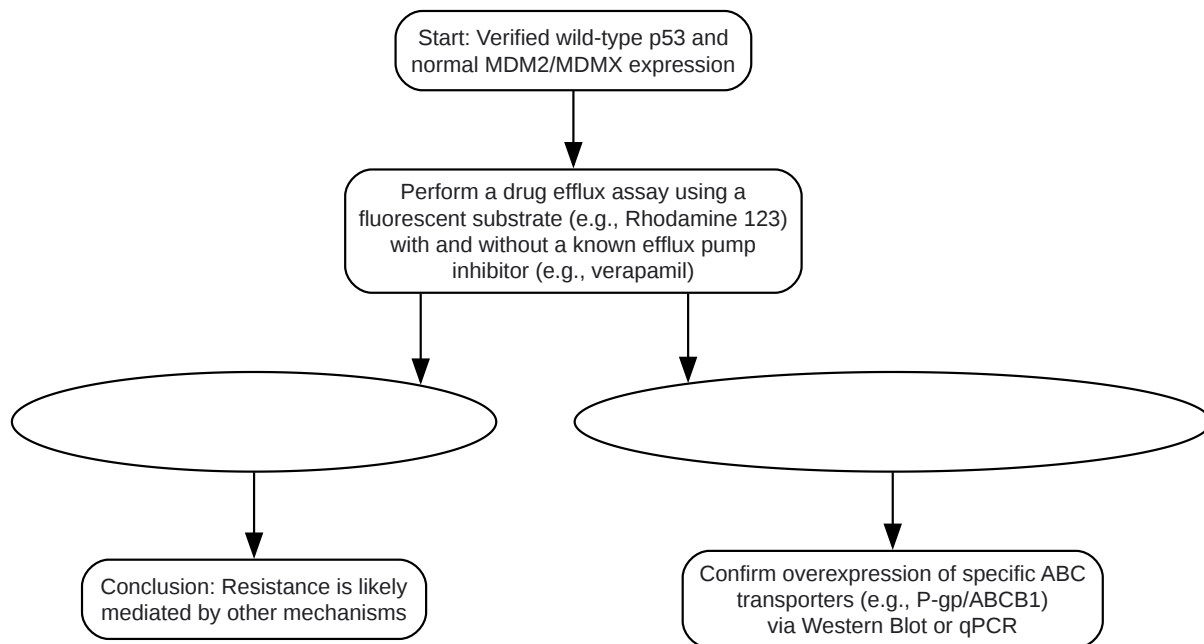 Start: Verified wild-type p53 and
normal MDM2/MDMX expression
Perform a drug efflux assay using a
fluorescent substrate (e.g., Rhodamine 123)
with and without a known efflux pump
inhibitor (e.g., verapamil)
Conclusion: Resistance is likely
mediated by other mechanisms
Confirm overexpression of specific ABC
transporters (e.g., P-gp/ABCB1)
via Western Blot or qPCR